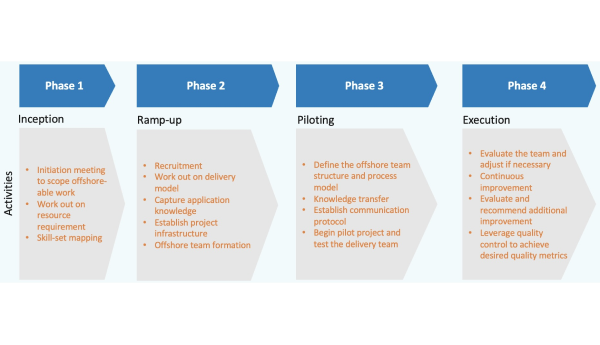 Phase 1
Phase 2
Phase 3
Phase 4
Inception
Ramp-up
Piloting
Execution
Activities
• Initiation meeting
to scope offshore-
able work
• Work out on
resource
requirement
• Skill-set mapping
• Recruitment
• Work out on delivery
model
• Capture application
knowledge
• Establish project
infrastructure
• Offshore team formation
• Define the offshore team
structure and process
model
• Knowledge transfer
• Establish communication
protocol
• Begin pilot project and
test the delivery team
• Evaluate the team and
adjust if necessary
• Continuous
improvement
• Evaluate and
recommend additional
improvement
• Leverage quality
control to achieve
desired quality metrics